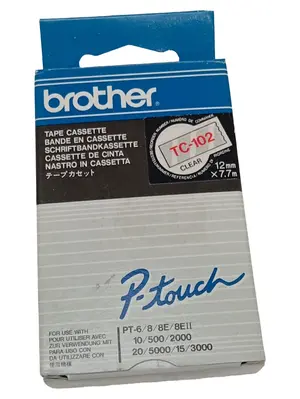 brother
TAPE CASSETTE
BANDE EN CASSETTE
SCHRIFTBANDKASSETTE
CASSETTE DE CINTA
NASTRO IN CASSETTA
テープカセット
TC-102
CLEAR
12mm
×7.7m
P-touch
FOR USE WITH
POUR UTILISER AVEC
ZUR VERWENDUNG MIT
PARA USO CON
DA UTILIZZARE CON
PT-6/8/8E/8EII
10/500/2000
20/5000/15/3000